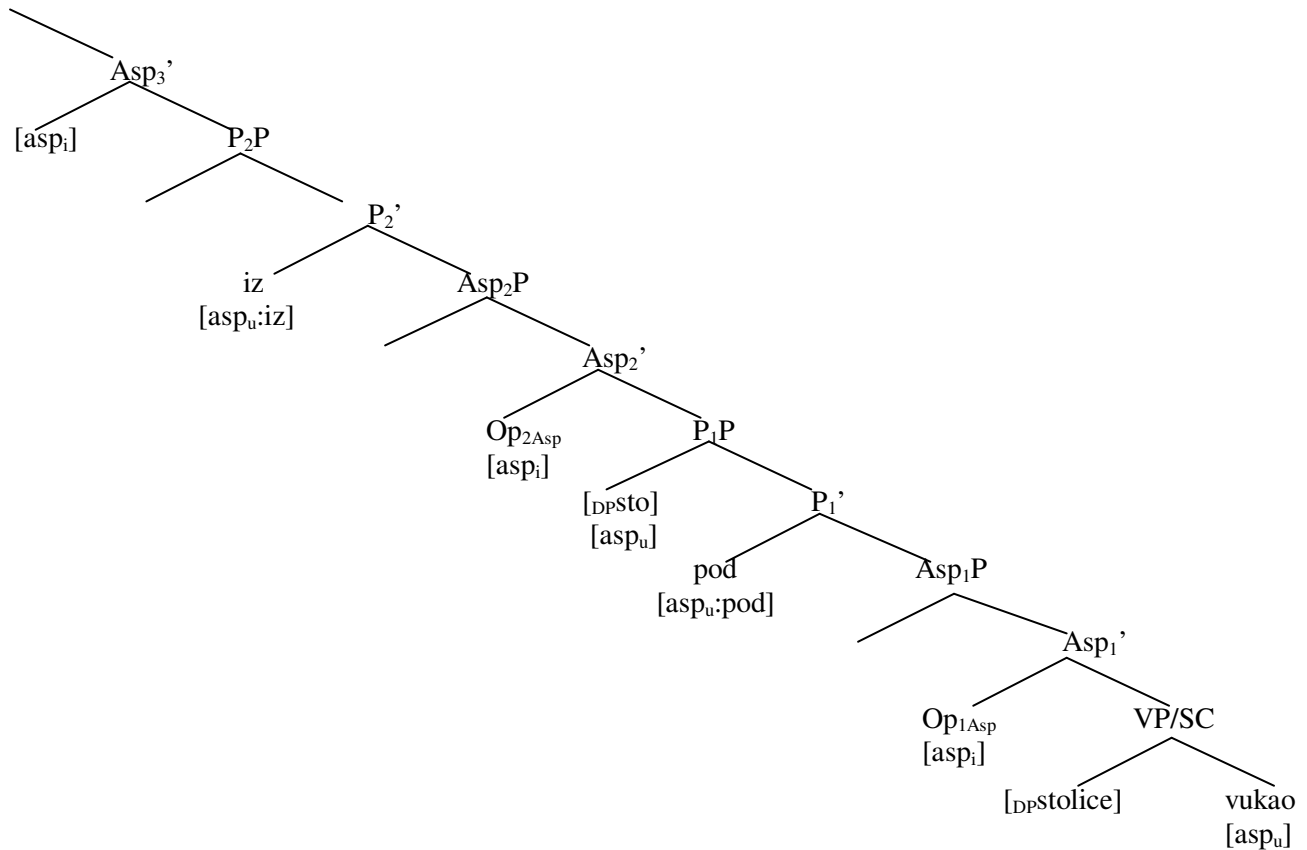 Asp₃’
[aspᵢ]
P₂P
P₂’
iz
[aspᵤ:iz]
Asp₂P
Asp₂’
Op₂Asp
[aspᵢ]
P₁P
[DPsto]
[aspᵤ]
P₁’
pod
[aspᵤ:pod]
Asp₁P
Asp₁’
Op₁Asp
[aspᵢ]
VP/SC
[DPstolice]
vukao
[aspᵤ]